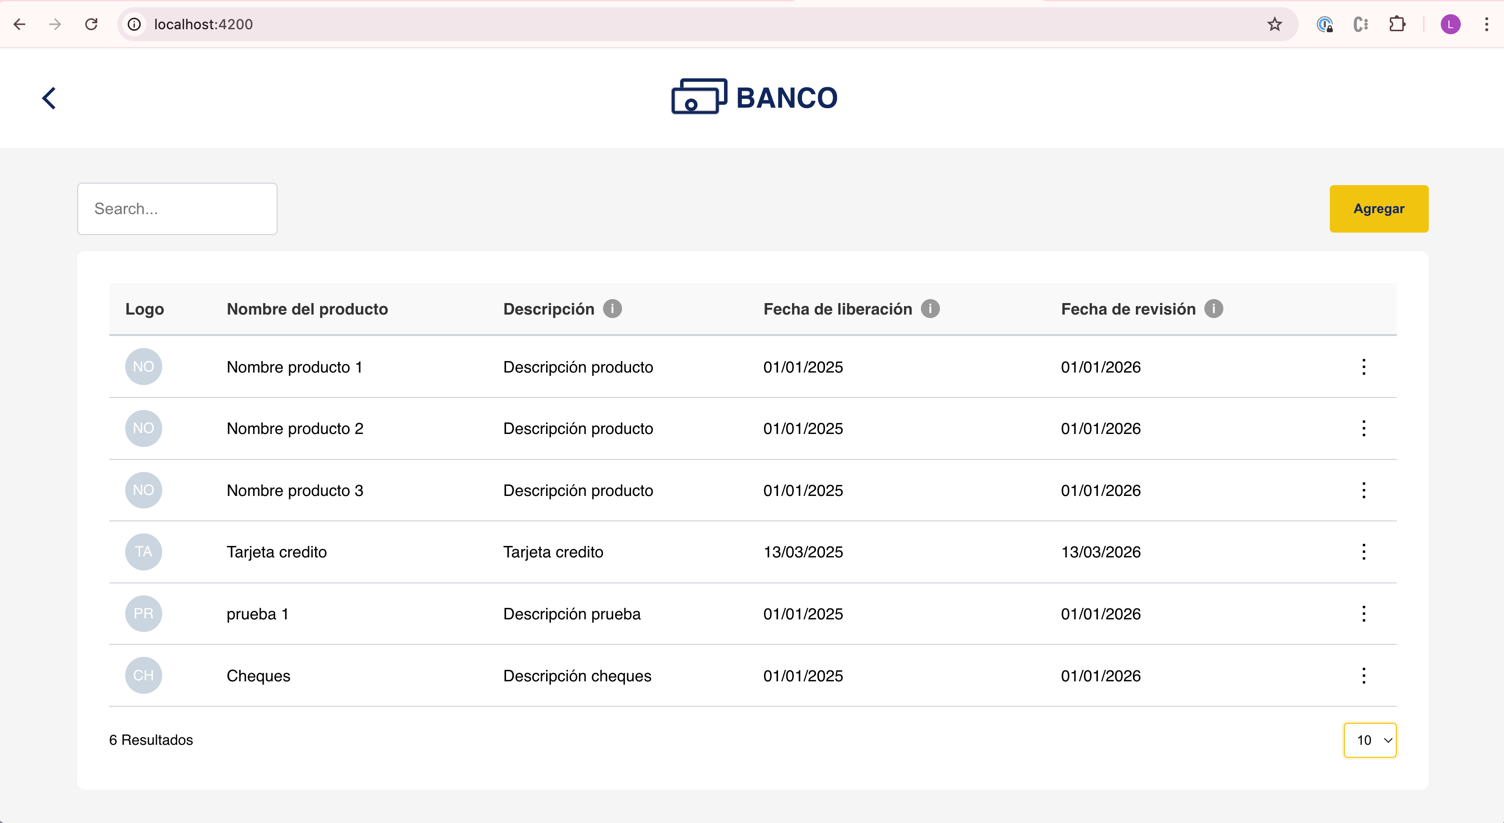 localhost:4200
L
BANCO
Search...
Agregar
Logo Nombre del producto Descripción i Fecha de liberación i Fecha de revisión i
NO Nombre producto 1 Descripción producto 01/01/2025 01/01/2026
NO Nombre producto 2 Descripción producto 01/01/2025 01/01/2026
NO Nombre producto 3 Descripción producto 01/01/2025 01/01/2026
TA Tarjeta credito Tarjeta credito 13/03/2025 13/03/2026
PR prueba 1 Descripción prueba 01/01/2025 01/01/2026
CH Cheques Descripción cheques 01/01/2025 01/01/2026
6 Resultados 10